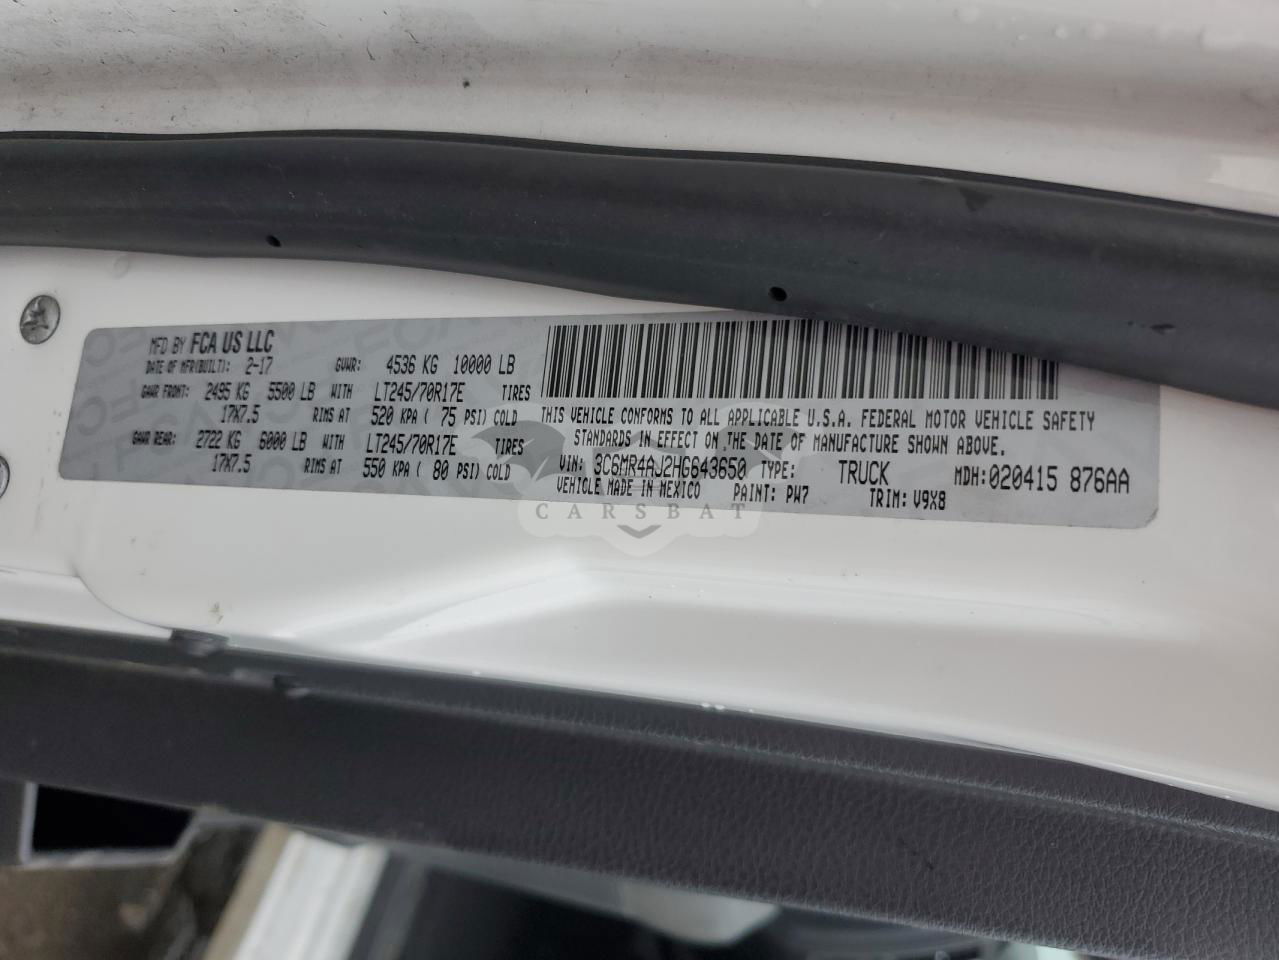 MFD BY FCA US LLC
DATE OF MFR(BUILT): 2-17 GVWR: 4536 KG 10000 LB
GAWR FRONT: 2495 KG 5500 LB WITH LT245/70R17E TIRES
17X7.5 RIMS AT 520 KPA ( 75 PSI) COLD
GAWR REAR: 2722 KG 6000 LB WITH LT245/70R17E TIRES
17X7.5 RIMS AT 550 KPA ( 80 PSI) COLD
THIS VEHICLE CONFORMS TO ALL APPLICABLE U.S.A. FEDERAL MOTOR VEHICLE SAFETY
STANDARDS IN EFFECT ON THE DATE OF MANUFACTURE SHOWN ABOVE.
VIN: 3C6MR4AJ2HG643650 TYPE: TRUCK MDH:020415 876AA
VEHICLE MADE IN MEXICO PAINT: PW7 TRIM: V9X8
CARSBAT